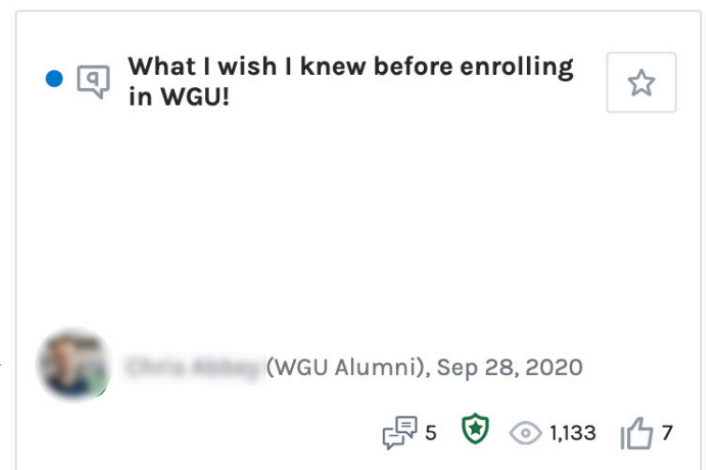 What I wish I knew before enrolling
in WGU!
(WGU Alumni), Sep 28, 2020
5 1,133 7